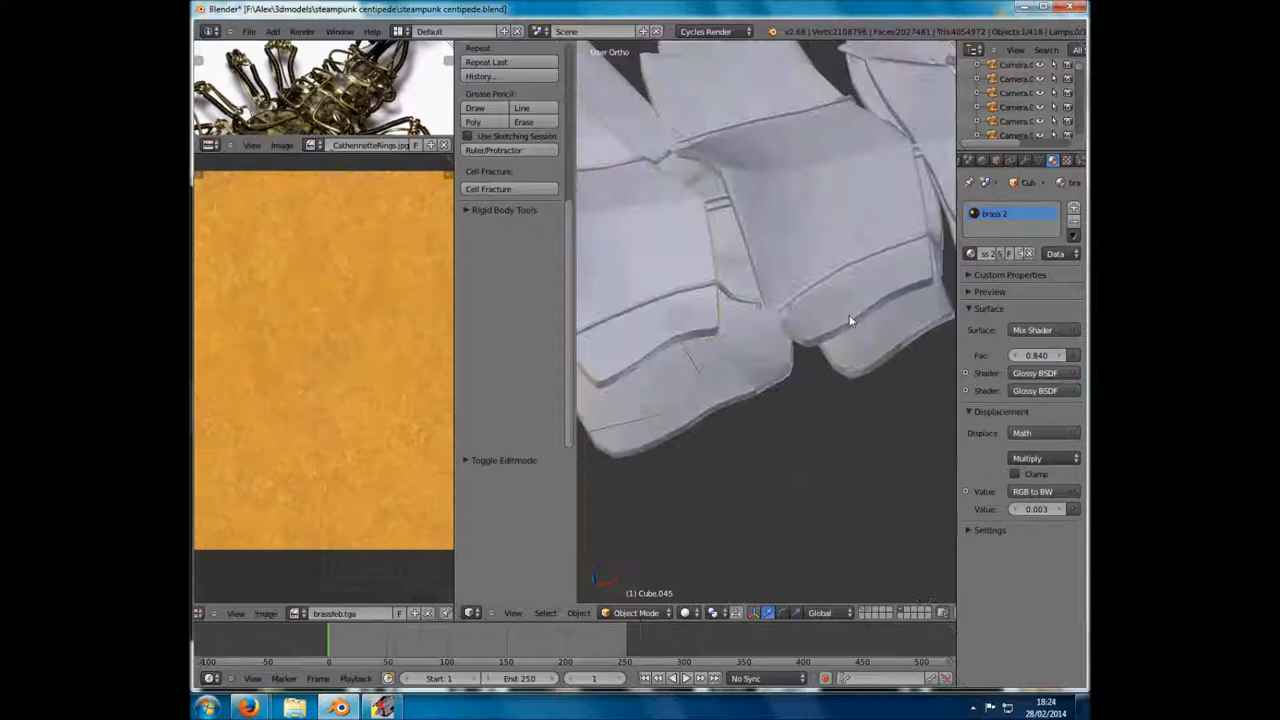 Blender* [F:\Alex\3dmodels\steampunk centipede\steampunk centipede.blend]
File Add Render Window Help Default Scene Cycles Render v2.68 | Verts:2108796 | Faces:2027481 | Tris:4054972 | Objects:1/418 | Lamps:0/
Repeat
Repeat Last
History...
Grease Pencil:
Draw Line
Poly Erase
Use Sketching Session
Ruler/Protractor
Cell Fracture:
Cell Fracture
Rigid Body Tools
Toggle Editmode
View Image _CathennetteRings.jpg F
View Image brassfeb.tga F
User Ortho
(1) Cube.045
View Select Object Object Mode Global
View Search All
Camera.0
Camera.0
Camera.0
Camera.0
Camera.0
Camera.0
Cub bra
brass 2
ss 2 5 F Data
Custom Properties
Preview
Surface
Surface: Mix Shader
Fac: 0.840
Shader: Glossy BSDF
Shader: Glossy BSDF
Displacement
Displace Math
Multiply
Clamp
Value: RGB to BW
Value: 0.003
Settings
-100 -50 0 50 100 150 200 250 300 350 400 450 500
View Marker Frame Playback Start: 1 End: 250 1 No Sync
18:24
28/02/2014